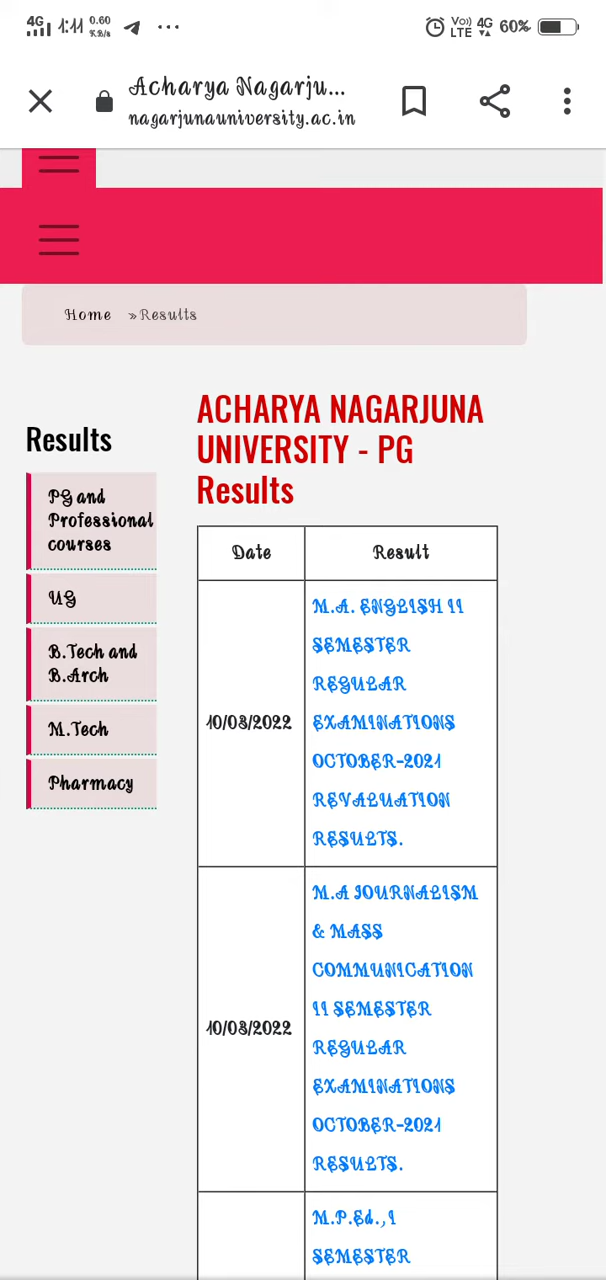 4G 1:11 0.60 K.B/s ... Vo)) LTE 4G 60%
Acharya Nagarju...
nagarjunauniversity.ac.in
Home » Results
ACHARYA NAGARJUNA
UNIVERSITY - PG
Results
Results
PG and
Professional
courses
UG
B.Tech and
B.Arch
M.Tech
Pharmacy
Date Result
10/03/2022
M.A. ENGLISH II
SEMESTER
REGULAR
EXAMINATIONS
OCTOBER-2021
REVALUATION
RESULTS.
10/03/2022
M.A JOURNALISM
& MASS
COMMUNICATION
II SEMESTER
REGULAR
EXAMINATIONS
OCTOBER-2021
RESULTS.
M.P.Ed.,I
SEMESTER